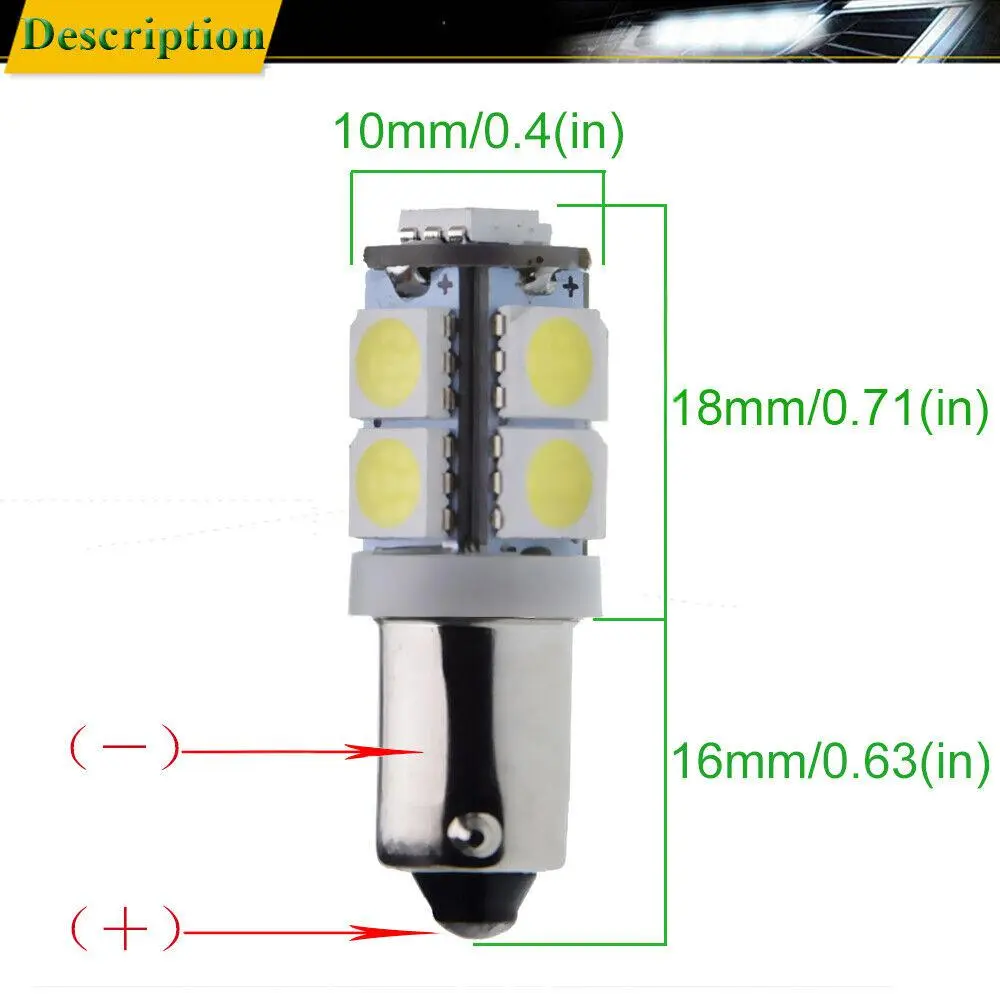 Description
10mm/0.4(in)
18mm/0.71(in)
(−)
16mm/0.63(in)
(+)
+
+